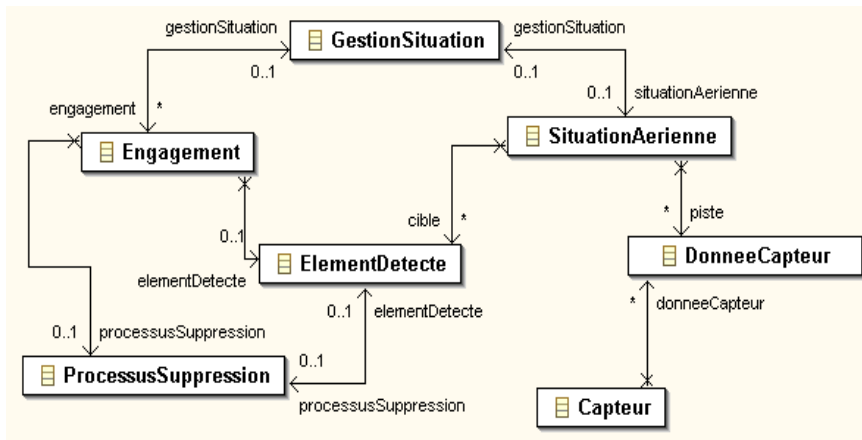 gestionSituation
GestionSituation
gestionSituation
0..1
0..1
0..1
situationAerienne
engagement
*
Engagement
SituationAerienne
cible
*
*
piste
0..1
elementDetecte
ElementDetecte
DonneeCapteur
0..1
elementDetecte
*
donneeCapteur
0..1
processusSuppression
0..1
ProcessusSuppression
processusSuppression
Capteur